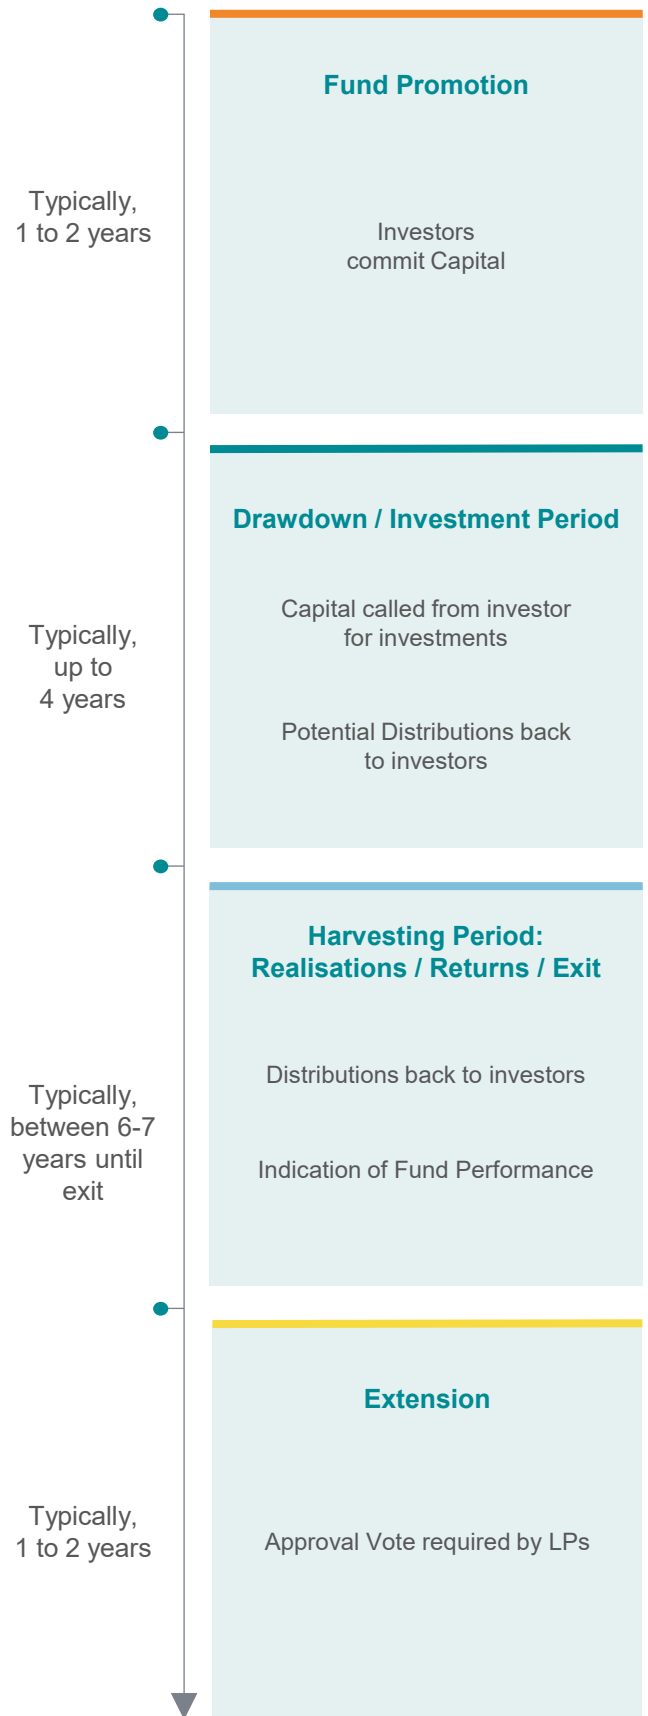 Fund Promotion
Typically,
1 to 2 years
Investors
commit Capital
Drawdown / Investment Period
Capital called from investor
for investments
Typically,
up to
4 years
Potential Distributions back
to investors
Harvesting Period:
Realisations / Returns / Exit
Distributions back to investors
Typically,
between 6-7
years until
exit
Indication of Fund Performance
Extension
Typically,
1 to 2 years
Approval Vote required by LPs